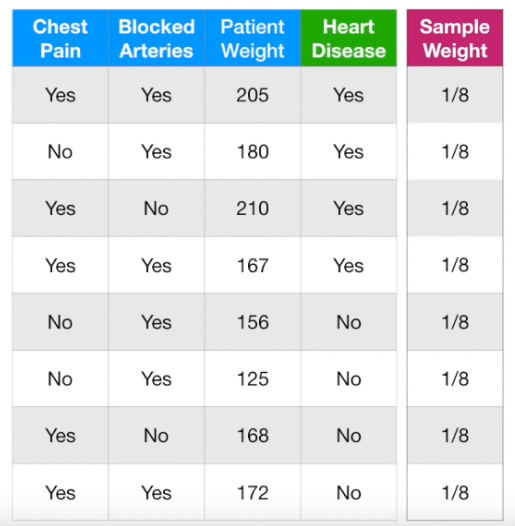 Chest Pain Blocked Arteries Patient Weight Heart Disease Sample Weight
Yes Yes 205 Yes 1/8
No Yes 180 Yes 1/8
Yes No 210 Yes 1/8
Yes Yes 167 Yes 1/8
No Yes 156 No 1/8
No Yes 125 No 1/8
Yes No 168 No 1/8
Yes Yes 172 No 1/8